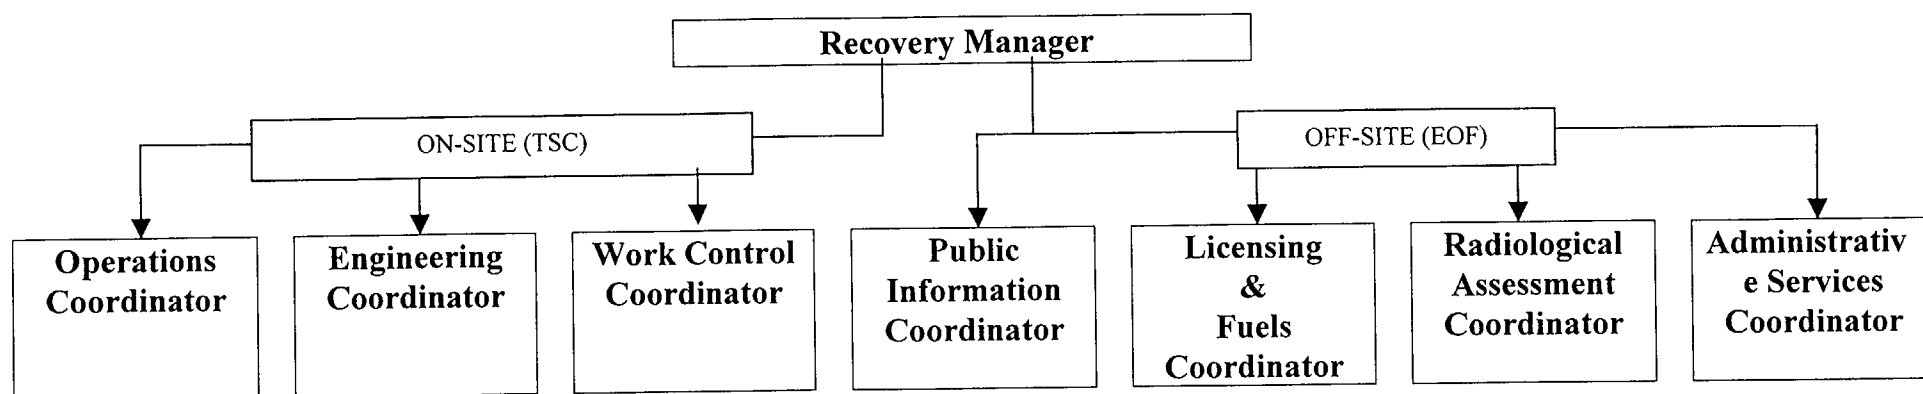 Recovery Manager
ON-SITE (TSC)
OFF-SITE (EOF)
Operations
Coordinator
Engineering
Coordinator
Work Control
Coordinator
Public
Information
Coordinator
Licensing
&
Fuels
Coordinator
Radiological
Assessment
Coordinator
Administrativ
e Services
Coordinator